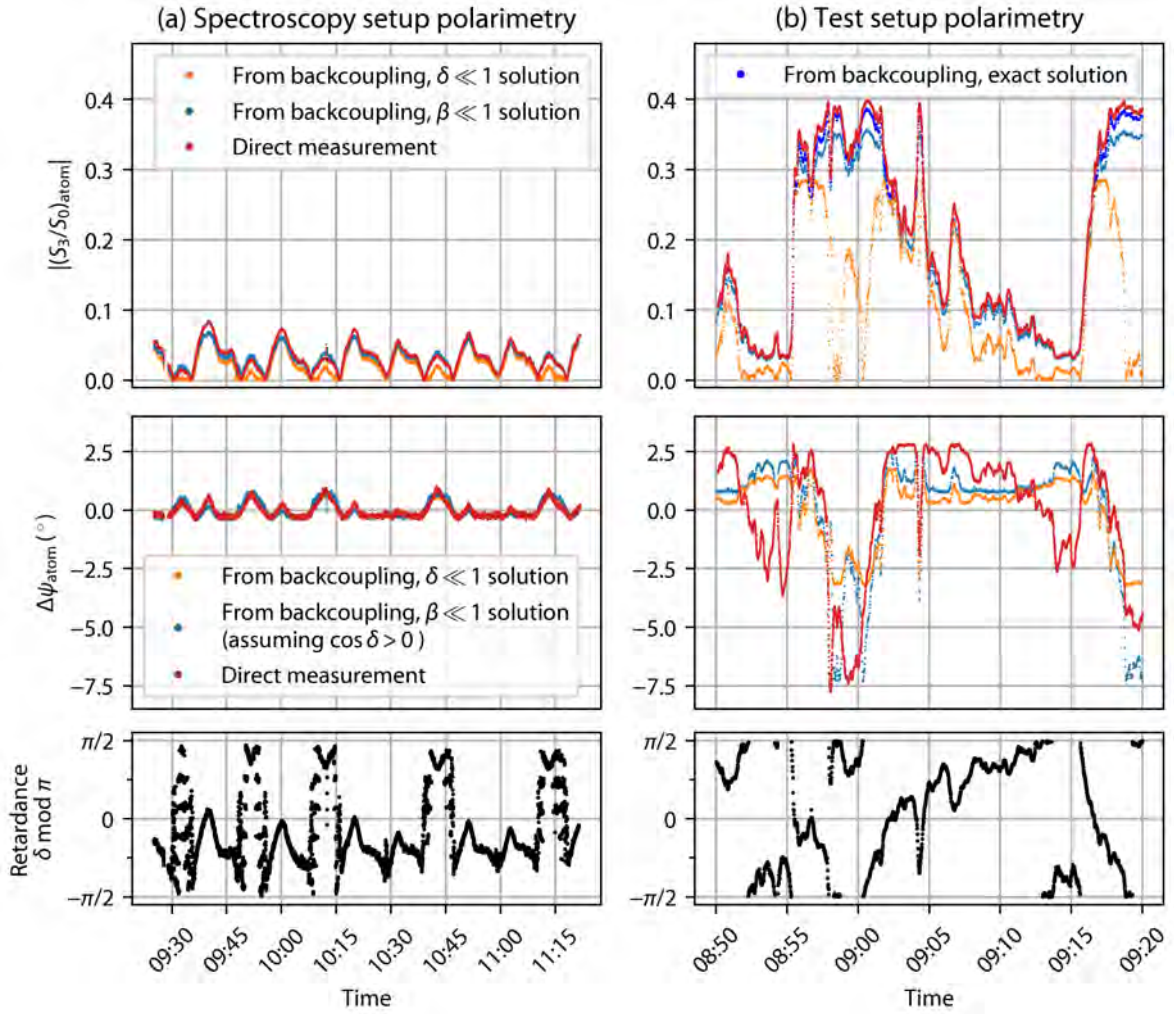 (a) Spectroscopy setup polarimetry
(b) Test setup polarimetry
From backcoupling, δ ≪ 1 solution
From backcoupling, β ≪ 1 solution
Direct measurement
From backcoupling, exact solution
|(S₃/S₀)atom|
0.4
0.3
0.2
0.1
0.0
Δψatom (°)
2.5
0.0
−2.5
−5.0
−7.5
From backcoupling, δ ≪ 1 solution
From backcoupling, β ≪ 1 solution
(assuming cos δ > 0 )
Direct measurement
Retardance
δ mod π
π/2
0
−π/2
09:30
09:45
10:00
10:15
10:30
10:45
11:00
11:15
Time
08:50
08:55
09:00
09:05
09:10
09:15
09:20
Time